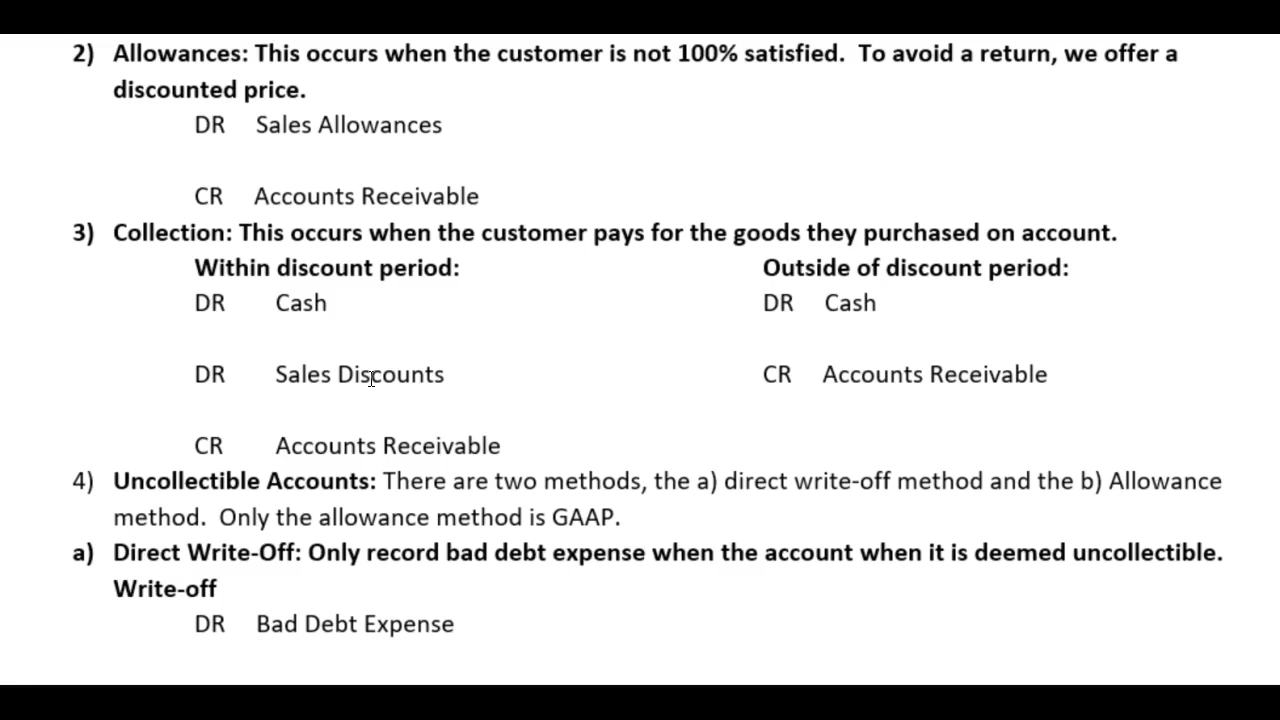 2) Allowances: This occurs when the customer is not 100% satisfied. To avoid a return, we offer a
discounted price.
DR Sales Allowances
CR Accounts Receivable
3) Collection: This occurs when the customer pays for the goods they purchased on account.
Within discount period: Outside of discount period:
DR Cash DR Cash
DR Sales Discounts CR Accounts Receivable
CR Accounts Receivable
4) Uncollectible Accounts: There are two methods, the a) direct write-off method and the b) Allowance
method. Only the allowance method is GAAP.
a) Direct Write-Off: Only record bad debt expense when the account when it is deemed uncollectible.
Write-off
DR Bad Debt Expense